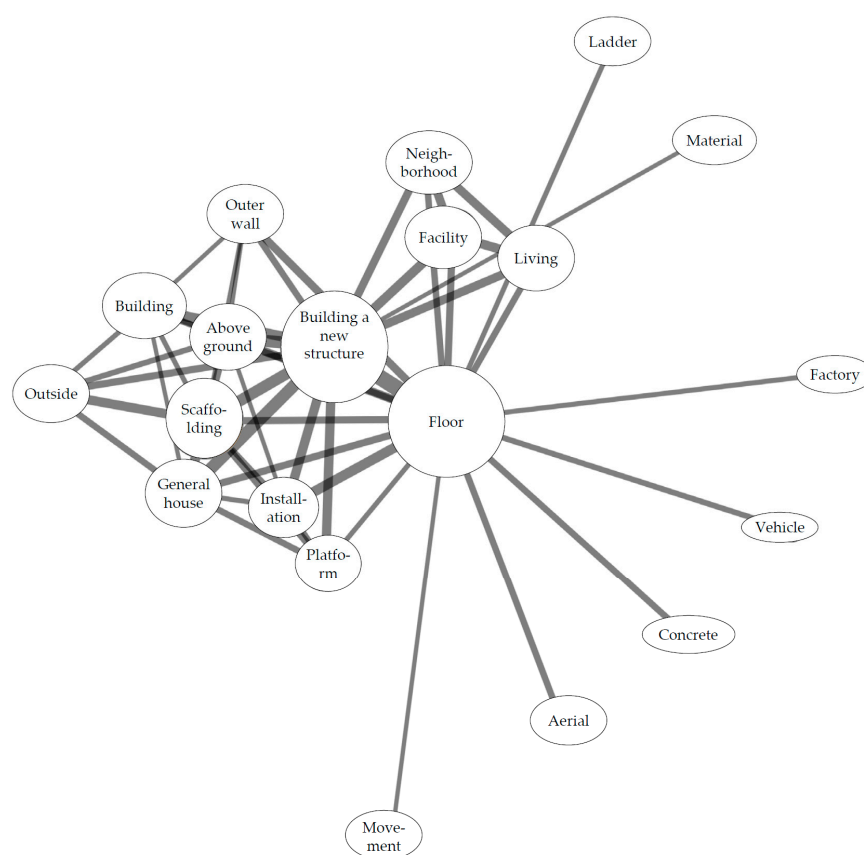 Ladder
Material
Neigh-
borhood
Outer
wall
Facility
Living
Building
Above
ground
Building a
new
structure
Factory
Outside
Scaffo-
lding
Floor
General
house
Install-
ation
Vehicle
Platfo-
rm
Concrete
Aerial
Move-
ment